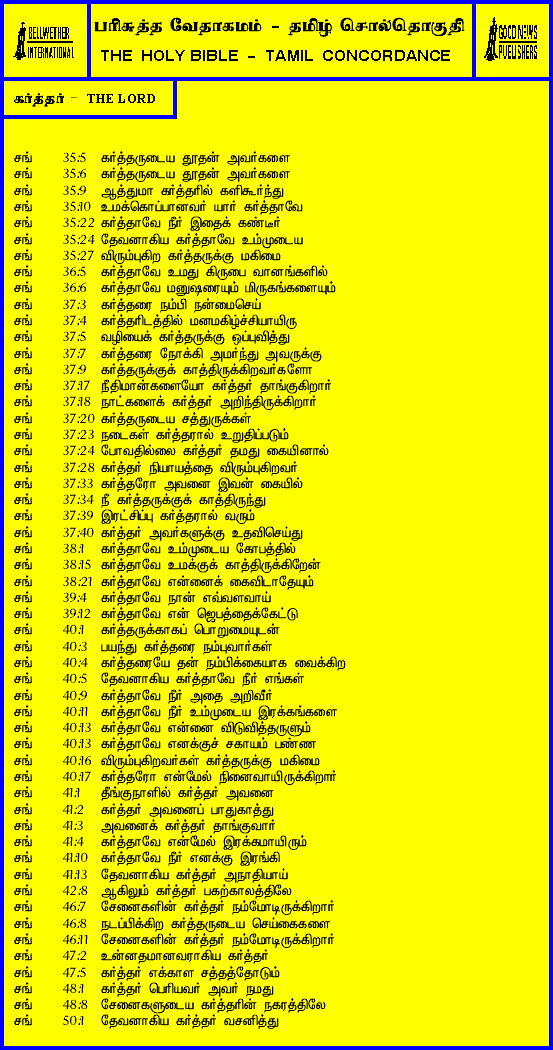 BELLWETHER INTERNATIONAL
பரிசுத்த வேதாகமம் - தமிழ் சொல்தொகுதி
THE HOLY BIBLE - TAMIL CONCORDANCE
GOOD NEWS PUBLISHERS
கர்த்தர் - THE LORD
சங் 35:5 கர்த்தருடைய தூதன் அவர்களை
சங் 35:6 கர்த்தருடைய தூதன் அவர்களை
சங் 35:9 ஆத்துமா கர்த்தரில் களிகூர்ந்து
சங் 35:10 உமக்கொப்பானவர் யார் கர்த்தாவே
சங் 35:22 கர்த்தாவே நீர் இதைக் கண்டீர்
சங் 35:24 தேவனாகிய கர்த்தாவே உம்முடைய
சங் 35:27 விரும்புகிற கர்த்தருக்கு மகிமை
சங் 36:5 கர்த்தாவே உமது கிருபை வானங்களில்
சங் 36:6 கர்த்தாவே மனுஷரையும் மிருகங்களையும்
சங் 37:3 கர்த்தரை நம்பி நன்மைசெய்
சங் 37:4 கர்த்தரிடத்தில் மனமகிழ்ச்சியாயிரு
சங் 37:5 வழியைக் கர்த்தருக்கு ஒப்புவித்து
சங் 37:7 கர்த்தரை நோக்கி அமர்ந்து அவருக்கு
சங் 37:9 கர்த்தருக்குக் காத்திருக்கிறவர்களோ
சங் 37:17 நீதிமான்களையோ கர்த்தர் தாங்குகிறார்
சங் 37:18 நாட்களைக் கர்த்தர் அறிந்திருக்கிறார்
சங் 37:20 கர்த்தருடைய சத்துருக்கள்
சங் 37:23 நடைகள் கர்த்தரால் உறுதிப்படும்
சங் 37:24 போவதில்லை கர்த்தர் தமது கையினால்
சங் 37:28 கர்த்தர் நியாயத்தை விரும்புகிறவர்
சங் 37:33 கர்த்தரோ அவனை இவன் கையில்
சங் 37:34 நீ கர்த்தருக்குக் காத்திருந்து
சங் 37:39 இரட்சிப்பு கர்த்தரால் வரும்
சங் 37:40 கர்த்தர் அவர்களுக்கு உதவிசெய்து
சங் 38:1 கர்த்தாவே உம்முடைய கோபத்தில்
சங் 38:15 கர்த்தாவே உமக்குக் காத்திருக்கிறேன்
சங் 38:21 கர்த்தாவே என்னைக் கைவிடாதேயும்
சங் 39:4 கர்த்தாவே நான் எவ்வளவாய்
சங் 39:12 கர்த்தாவே என் ஜெபத்தைக்கேட்டு
சங் 40:1 கர்த்தருக்காகப் பொறுமையுடன்
சங் 40:3 பயந்து கர்த்தரை நம்புவார்கள்
சங் 40:4 கர்த்தரையே தன் நம்பிக்கையாக வைக்கிற
சங் 40:5 தேவனாகிய கர்த்தாவே நீர் எங்கள்
சங் 40:9 கர்த்தாவே நீர் அதை அறிவீர்
சங் 40:11 கர்த்தாவே நீர் உம்முடைய இரக்கங்களை
சங் 40:13 கர்த்தாவே என்னை விடுவித்தருளும்
சங் 40:13 கர்த்தாவே எனக்குச் சகாயம் பண்ண
சங் 40:16 விரும்புகிறவர்கள் கர்த்தருக்கு மகிமை
சங் 40:17 கர்த்தரோ என்மேல் நினைவாயிருக்கிறார்
சங் 41:1 தீங்குநாளில் கர்த்தர் அவனை
சங் 41:2 கர்த்தர் அவனைப் பாதுகாத்து
சங் 41:3 அவனைக் கர்த்தர் தாங்குவார்
சங் 41:4 கர்த்தாவே என்மேல் இரக்கமாயிரும்
சங் 41:10 கர்த்தாவே நீர் எனக்கு இரங்கி
சங் 41:13 தேவனாகிய கர்த்தர் அநாதியாய்
சங் 42:8 ஆகிலும் கர்த்தர் பகற்காலத்திலே
சங் 46:7 சேனைகளின் கர்த்தர் நம்மோடிருக்கிறார்
சங் 46:8 நடப்பிக்கிற கர்த்தருடைய செய்கைகளை
சங் 46:11 சேனைகளின் கர்த்தர் நம்மோடிருக்கிறார்
சங் 47:2 உன்னதமானவராகிய கர்த்தர்
சங் 47:5 கர்த்தர் எக்காள சத்தத்தோடும்
சங் 48:1 கர்த்தர் பெரியவர் அவர் நமது
சங் 48:8 சேனைகளுடைய கர்த்தரின் நகரத்திலே
சங் 50:1 தேவனாகிய கர்த்தர் வசனித்து